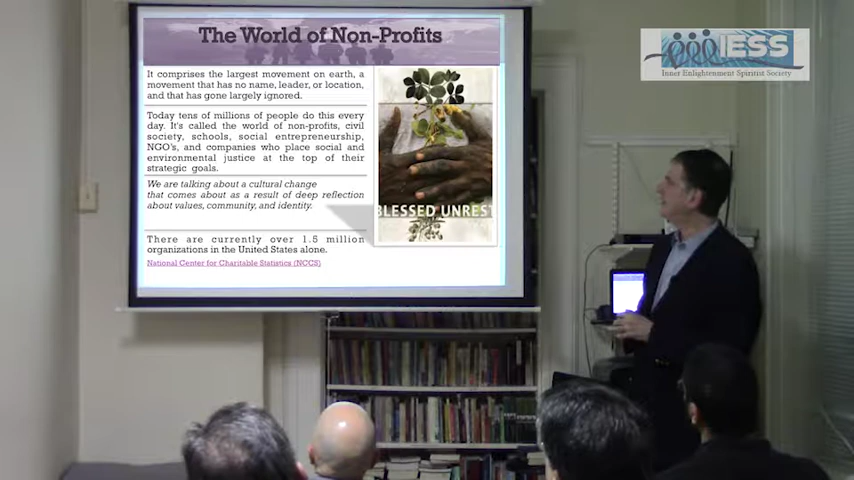 The World of Non-Profits
It comprises the largest movement on earth, a
movement that has no name, leader, or location,
and that has gone largely ignored.
Today tens of millions of people do this every
day. It's called the world of non-profits, civil
society, schools, social entrepreneurship,
NGO's, and companies who place social and
environmental justice at the top of their
strategic goals.
We are talking about a cultural change
that comes about as a result of deep reflection
about values, community, and identity.
There are currently over 1.5 million
organizations in the United States alone.
National Center for Charitable Statistics (NCCS)
BLESSED UNREST
IESS
Inner Enlightenment Spiritist Society